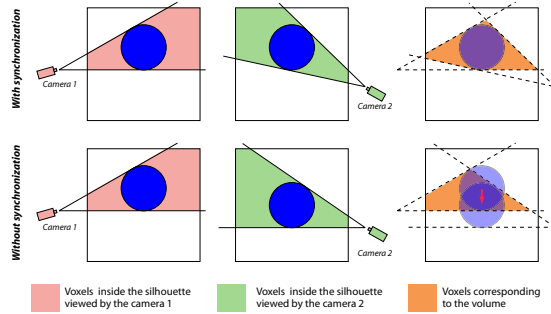 With synchronization
Camera 1
Camera 2
Without synchronization
Camera 1
Camera 2
Voxels inside the silhouette
viewed by the camera 1
Voxels inside the silhouette
viewed by the camera 2
Voxels corresponding
to the volume